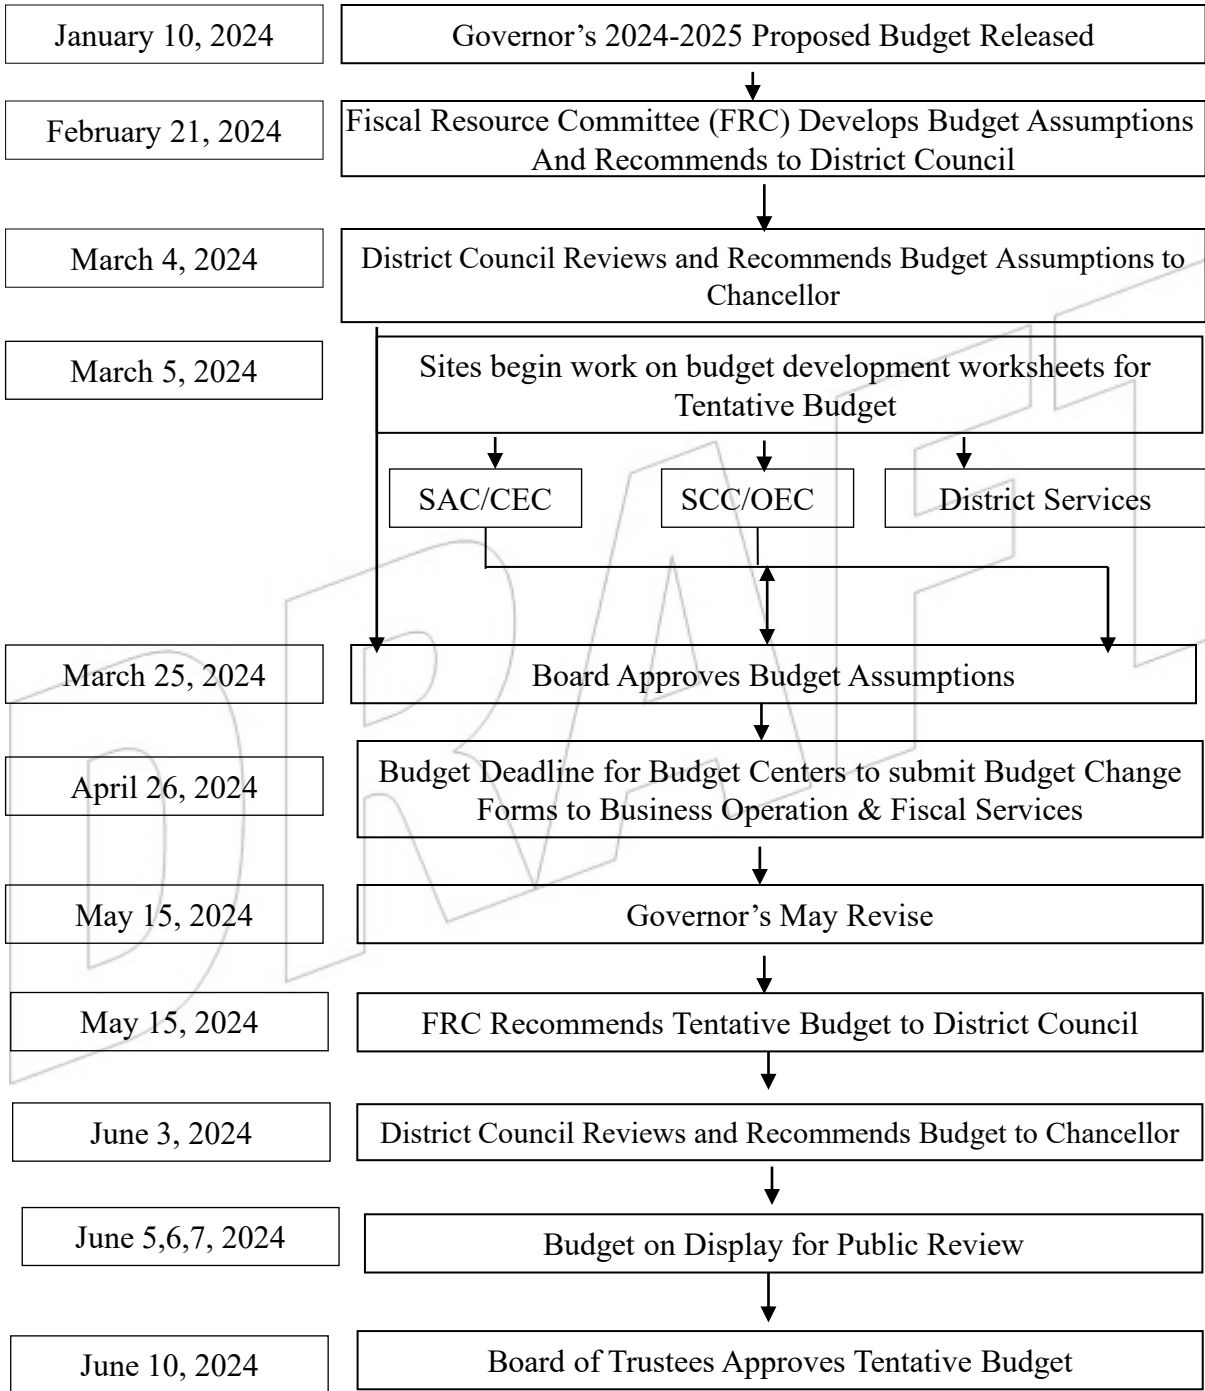 January 10, 2024
Governor’s 2024-2025 Proposed Budget Released
February 21, 2024
Fiscal Resource Committee (FRC) Develops Budget Assumptions
And Recommends to District Council
March 4, 2024
District Council Reviews and Recommends Budget Assumptions to
Chancellor
March 5, 2024
Sites begin work on budget development worksheets for
Tentative Budget
SAC/CEC
SCC/OEC
District Services
March 25, 2024
Board Approves Budget Assumptions
April 26, 2024
Budget Deadline for Budget Centers to submit Budget Change
Forms to Business Operation & Fiscal Services
May 15, 2024
Governor’s May Revise
May 15, 2024
FRC Recommends Tentative Budget to District Council
June 3, 2024
District Council Reviews and Recommends Budget to Chancellor
June 5,6,7, 2024
Budget on Display for Public Review
June 10, 2024
Board of Trustees Approves Tentative Budget
DRAFT